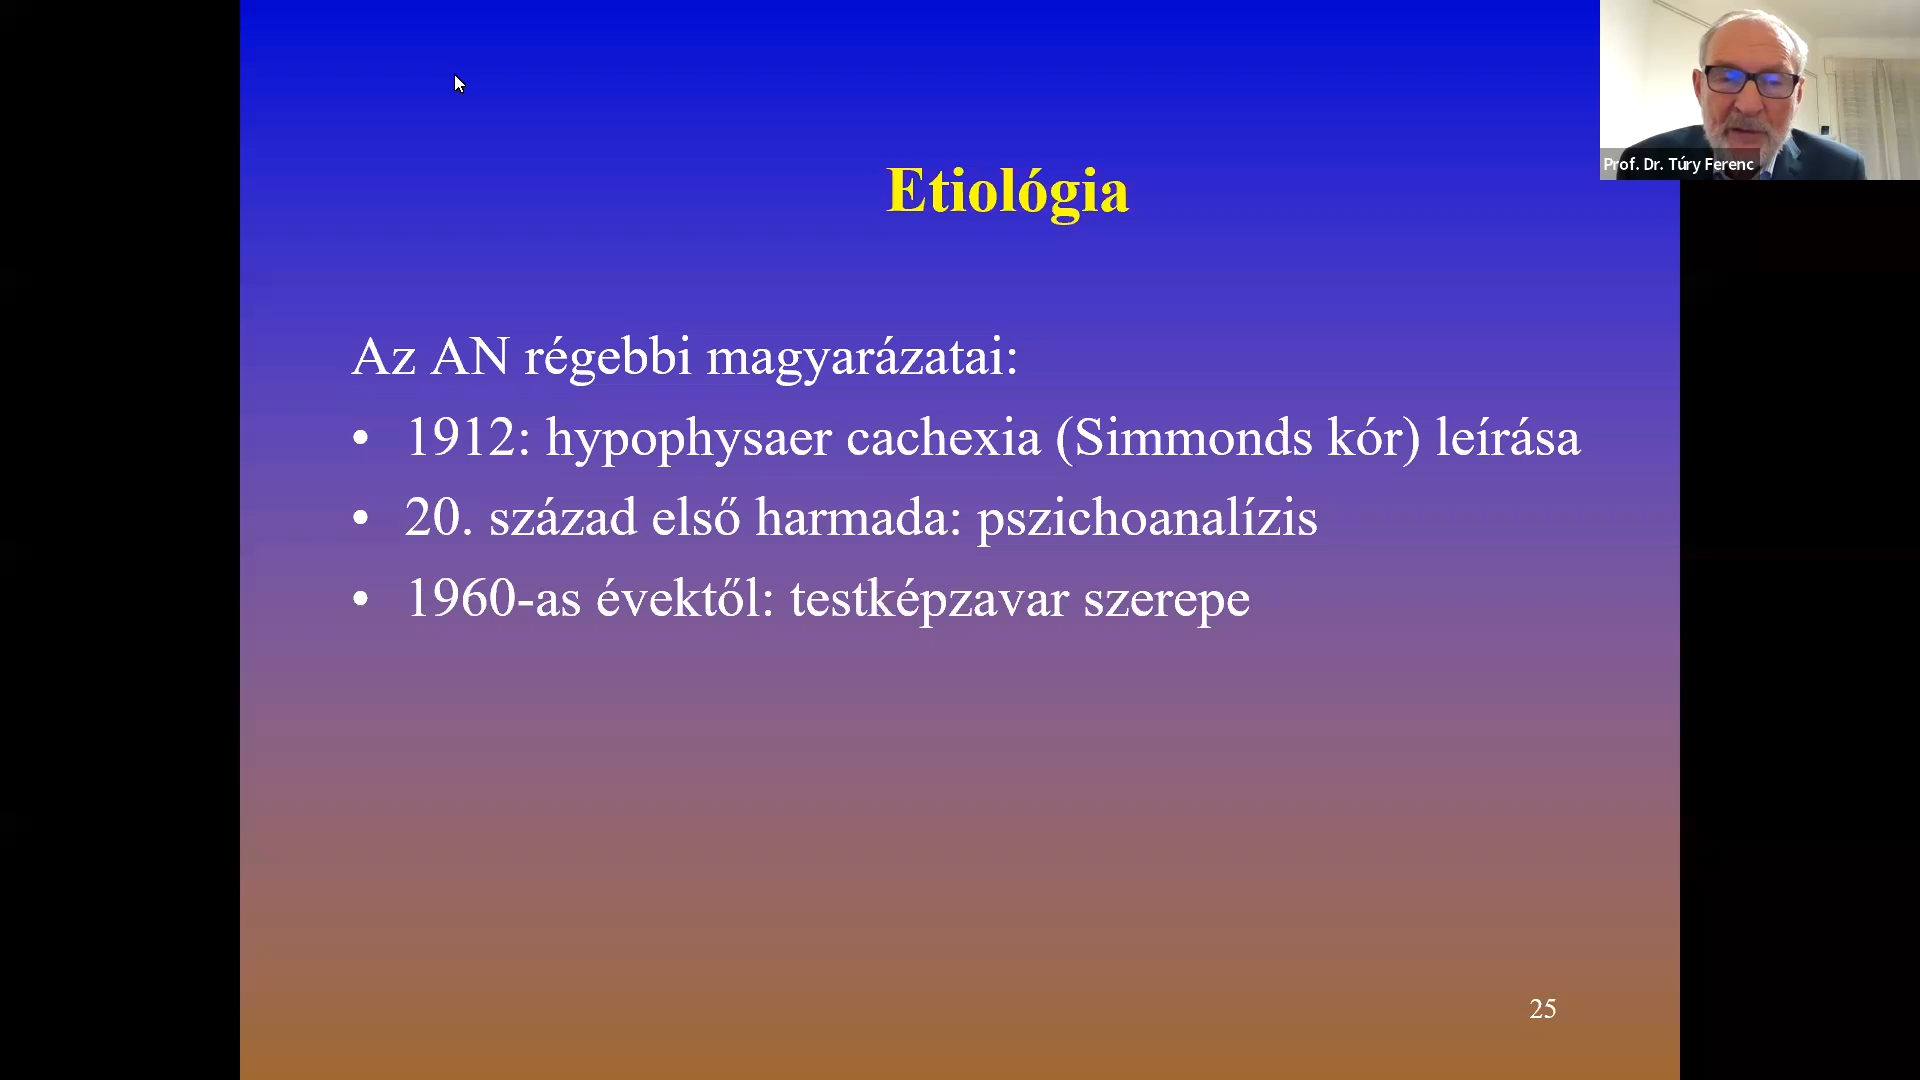 Prof. Dr. Túry Ferenc
Etiológia
Az AN régebbi magyarázatai:
• 1912: hypophysaer cachexia (Simmonds kór) leírása
• 20. század első harmada: pszichoanalízis
• 1960-as évektől: testképzavar szerepe
25